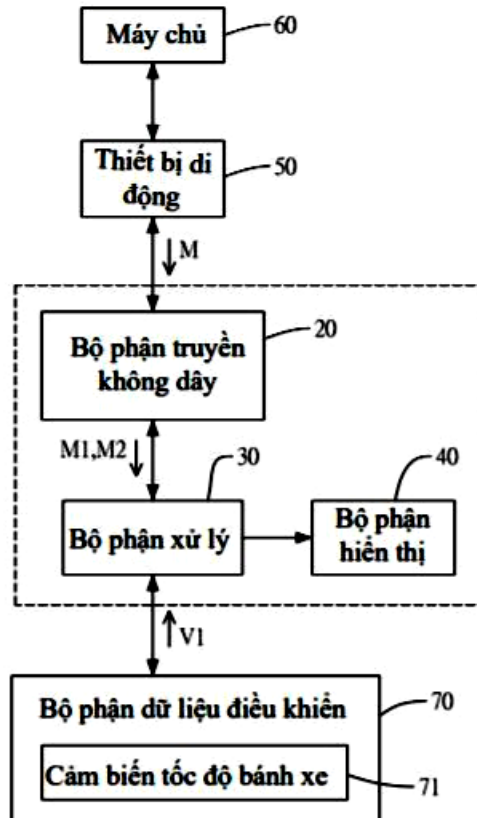 Máy chủ
60
Thiết bị di
động
50
M
20
Bộ phận truyền
không dây
M1,M2
30
40
Bộ phận xử lý
Bộ phận
hiển thị
V1
Bộ phận dữ liệu điều khiển
70
Cảm biến tốc độ bánh xe
71